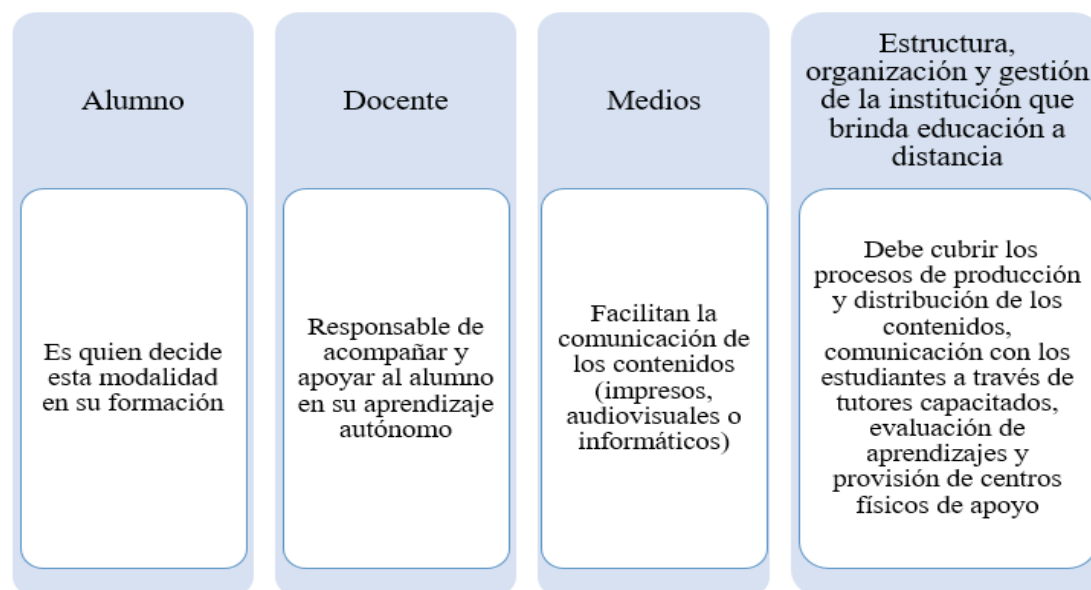 Alumno
Es quien decide
esta modalidad
en su formación
Docente
Responsable de
acompañar y
apoyar al alumno
en su aprendizaje
autónomo
Medios
Facilitan la
comunicación de
los contenidos
(impresos,
audiovisuales o
informáticos)
Estructura,
organización y gestión
de la institución que
brinda educación a
distancia
Debe cubrir los
procesos de producción
y distribución de los
contenidos,
comunicación con los
estudiantes a través de
tutores capacitados,
evaluación de
aprendizajes y
provisión de centros
físicos de apoyo